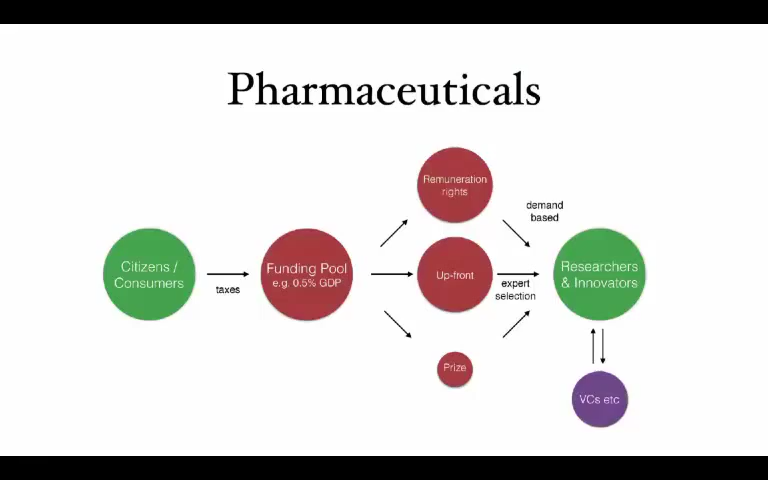 Pharmaceuticals
Remuneration
rights
demand
based
Citizens /
Consumers
taxes
Funding Pool
e.g. 0.5% GDP
Up-front
expert
selection
Researchers
& Innovators
Prize
VCs etc